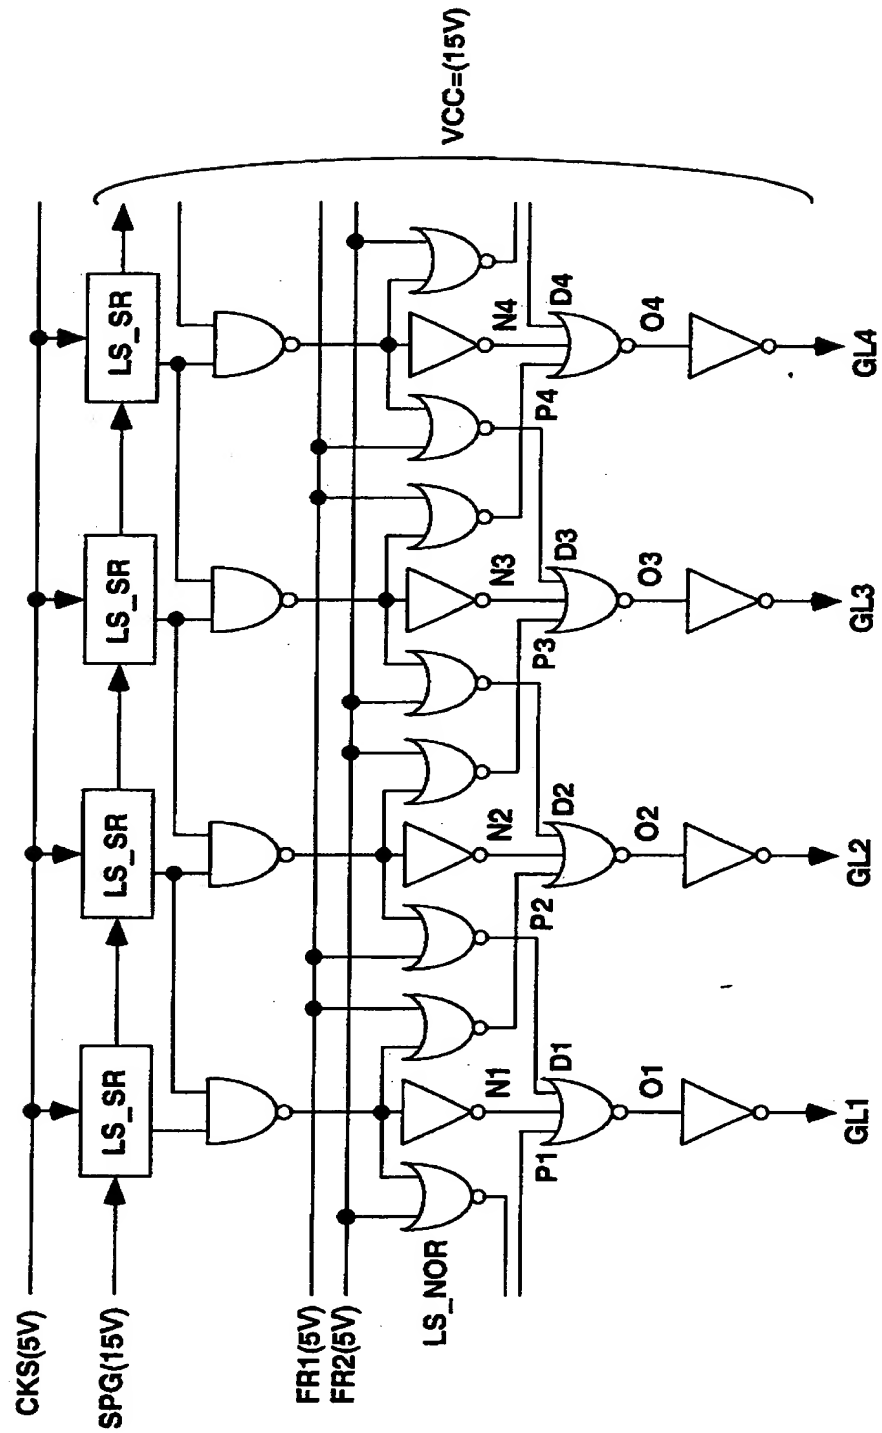 CKS(5V)
SPG(15V)
FR1(5V)
FR2(5V)
LS_NOR
VCC=(15V)
LS_SR
LS_SR
LS_SR
LS_SR
N1
N2
N3
N4
P1
D1
P2
D2
P3
D3
P4
D4
O1
O2
O3
O4
GL1
GL2
GL3
GL4